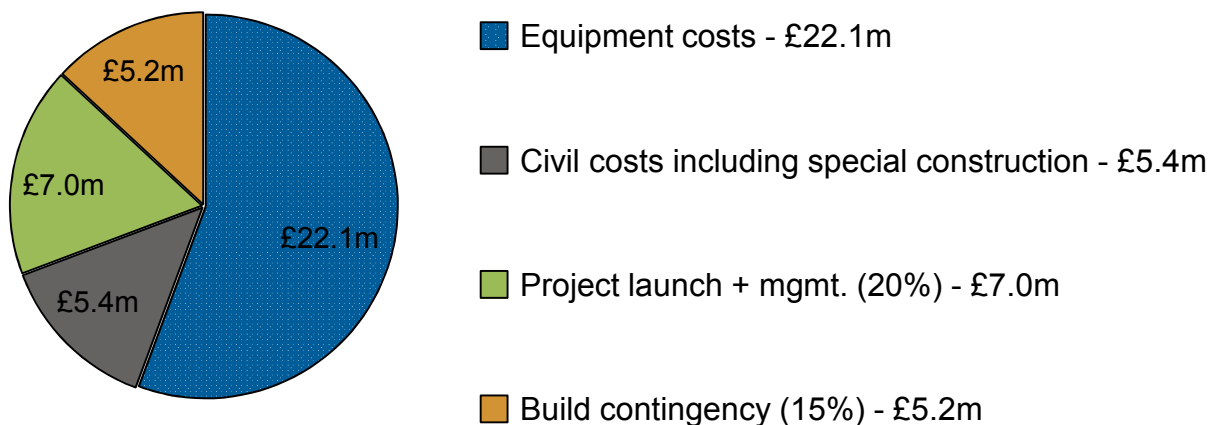 £5.2m
£7.0m
£22.1m
£5.4m
Equipment costs - £22.1m
Civil costs including special construction - £5.4m
Project launch + mgmt. (20%) - £7.0m
Build contingency (15%) - £5.2m